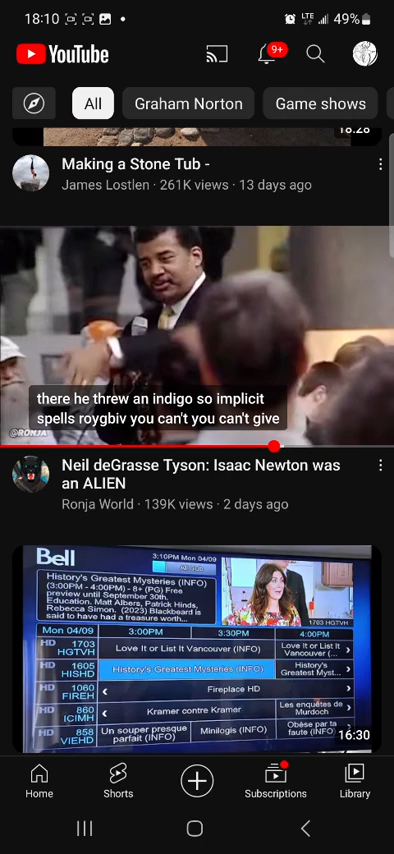 18:10
LTE 49%
YouTube
9+
All
Graham Norton
Game shows
18:28
Making a Stone Tub -
James Lostlen · 261K views · 13 days ago
there he threw an indigo so implicit
spells roygbiv you can't you can't give
@RONJA
Neil deGrasse Tyson: Isaac Newton was
an ALIEN
Ronja World · 139K views · 2 days ago
Bell
3:10PM Mon 04/09
All Sub
History's Greatest Mysteries (INFO)
(3:00PM - 4:00PM) - 8+ (PG) Free
preview until September 30th.
Education. Matt Albers, Patrick Hinds,
Rebecca Simon. (2023) Blackbeard is
said to have had a treasure worth...
1703 HGTVH
Mon 04/09 3:00PM 3:30PM 4:00PM
HD 1703 HGTVH Love It or List It Vancouver (INFO) Love It or List It Vancouver (...
HD 1605 HISHD History's Greatest Mysteries (INFO) History's Greatest Myst...
HD 1060 FIREH Fireplace HD
HD 860 ICIMH Kramer contre Kramer Les enquêtes de Murdoch
HD 858 VIEHD Un souper presque parfait (INFO) Minilogis (INFO) Obèse par ta faute (INFO)
16:30
Home
Shorts
Subscriptions
Library